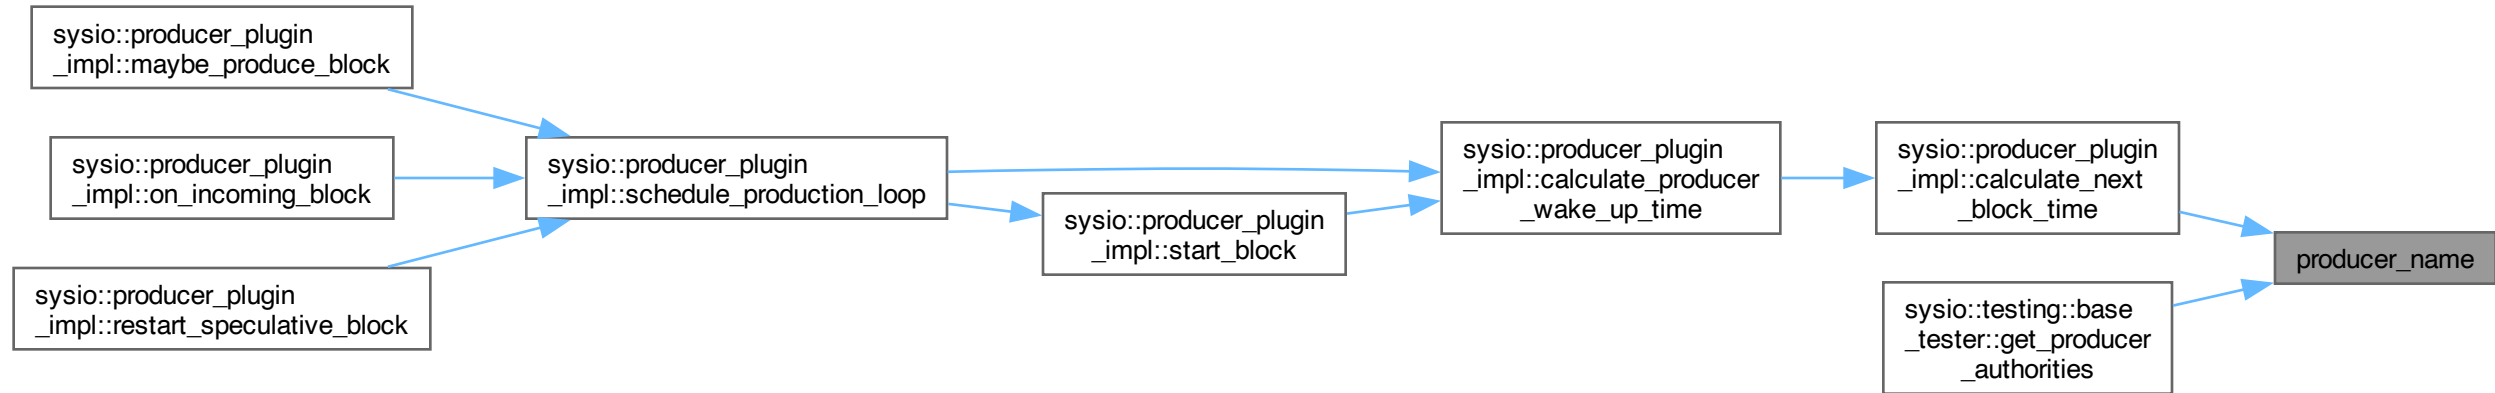 sysio::producer_plugin
_impl::maybe_produce_block
sysio::producer_plugin
_impl::on_incoming_block
sysio::producer_plugin
_impl::restart_speculative_block
sysio::producer_plugin
_impl::schedule_production_loop
sysio::producer_plugin
_impl::start_block
sysio::producer_plugin
_impl::calculate_producer
_wake_up_time
sysio::producer_plugin
_impl::calculate_next
_block_time
sysio::testing::base
_tester::get_producer
_authorities
producer_name